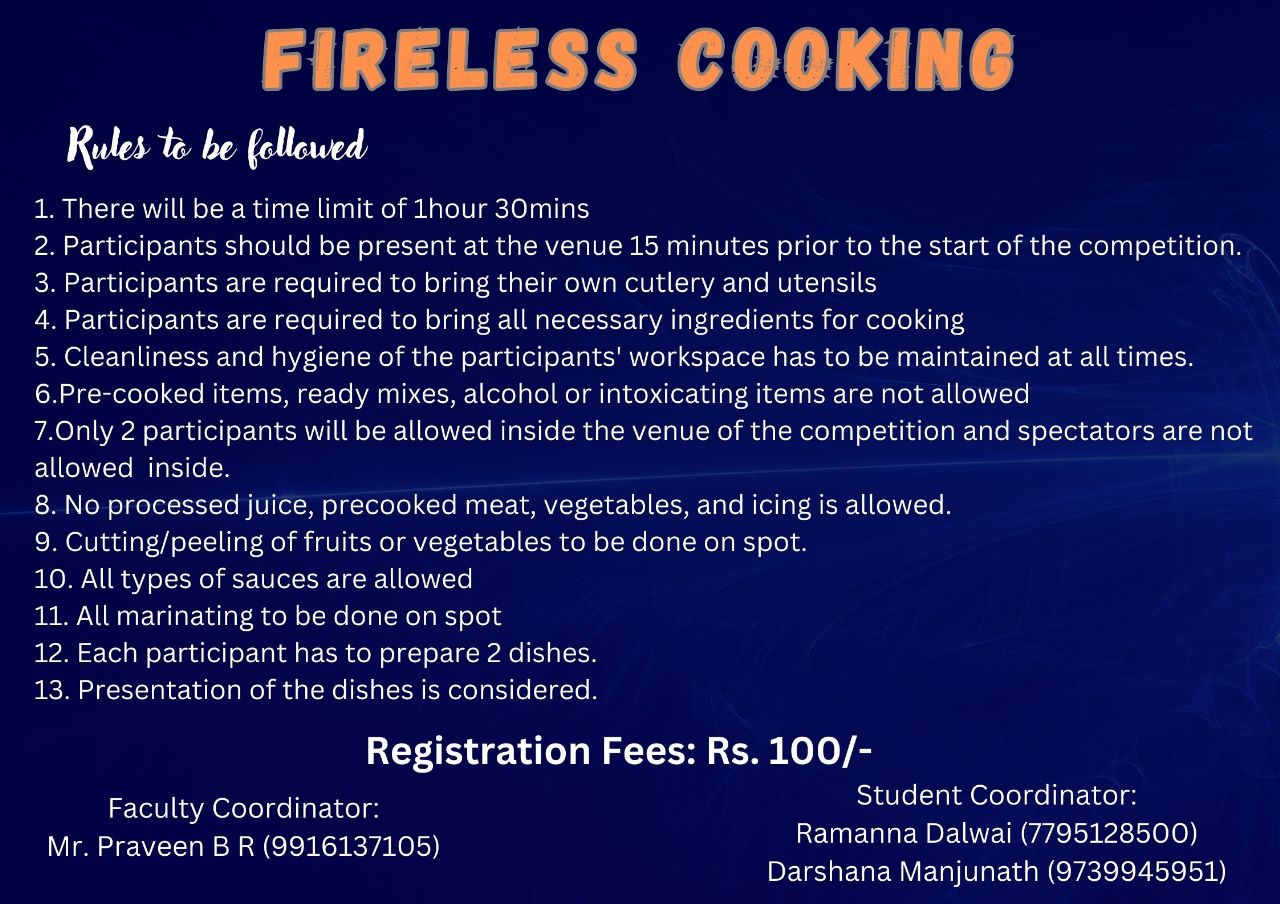 FIRELESS COOKING
Rules to be followed
1. There will be a time limit of 1hour 30mins
2. Participants should be present at the venue 15 minutes prior to the start of the competition.
3. Participants are required to bring their own cutlery and utensils
4. Participants are required to bring all necessary ingredients for cooking
5. Cleanliness and hygiene of the participants' workspace has to be maintained at all times.
6.Pre-cooked items, ready mixes, alcohol or intoxicating items are not allowed
7.Only 2 participants will be allowed inside the venue of the competition and spectators are not
allowed  inside.
8. No processed juice, precooked meat, vegetables, and icing is allowed.
9. Cutting/peeling of fruits or vegetables to be done on spot.
10. All types of sauces are allowed
11. All marinating to be done on spot
12. Each participant has to prepare 2 dishes.
13. Presentation of the dishes is considered.
Registration Fees: Rs. 100/-
Faculty Coordinator:
Mr. Praveen B R (9916137105)
Student Coordinator:
Ramanna Dalwai (7795128500)
Darshana Manjunath (9739945951)